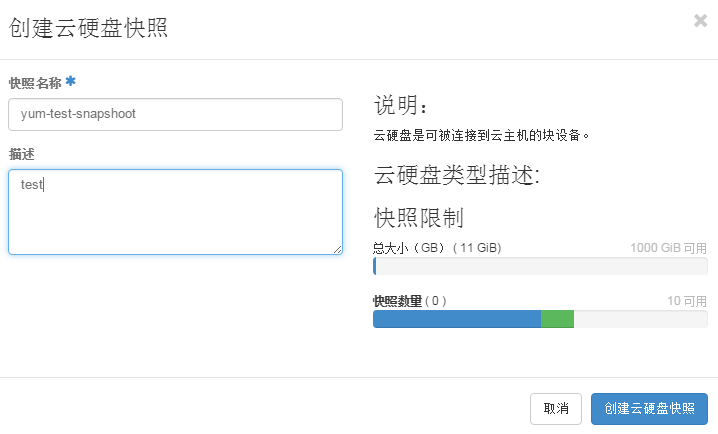 创建云硬盘快照
×
快照名称 *
yum-test-snapshoot
描述
test
说明：
云硬盘是可被连接到云主机的块设备。
云硬盘类型描述:
快照限制
总大小（GB） ( 11 GiB) 1000 GiB 可用
快照数量 ( 0 ) 10 可用
取消 创建云硬盘快照